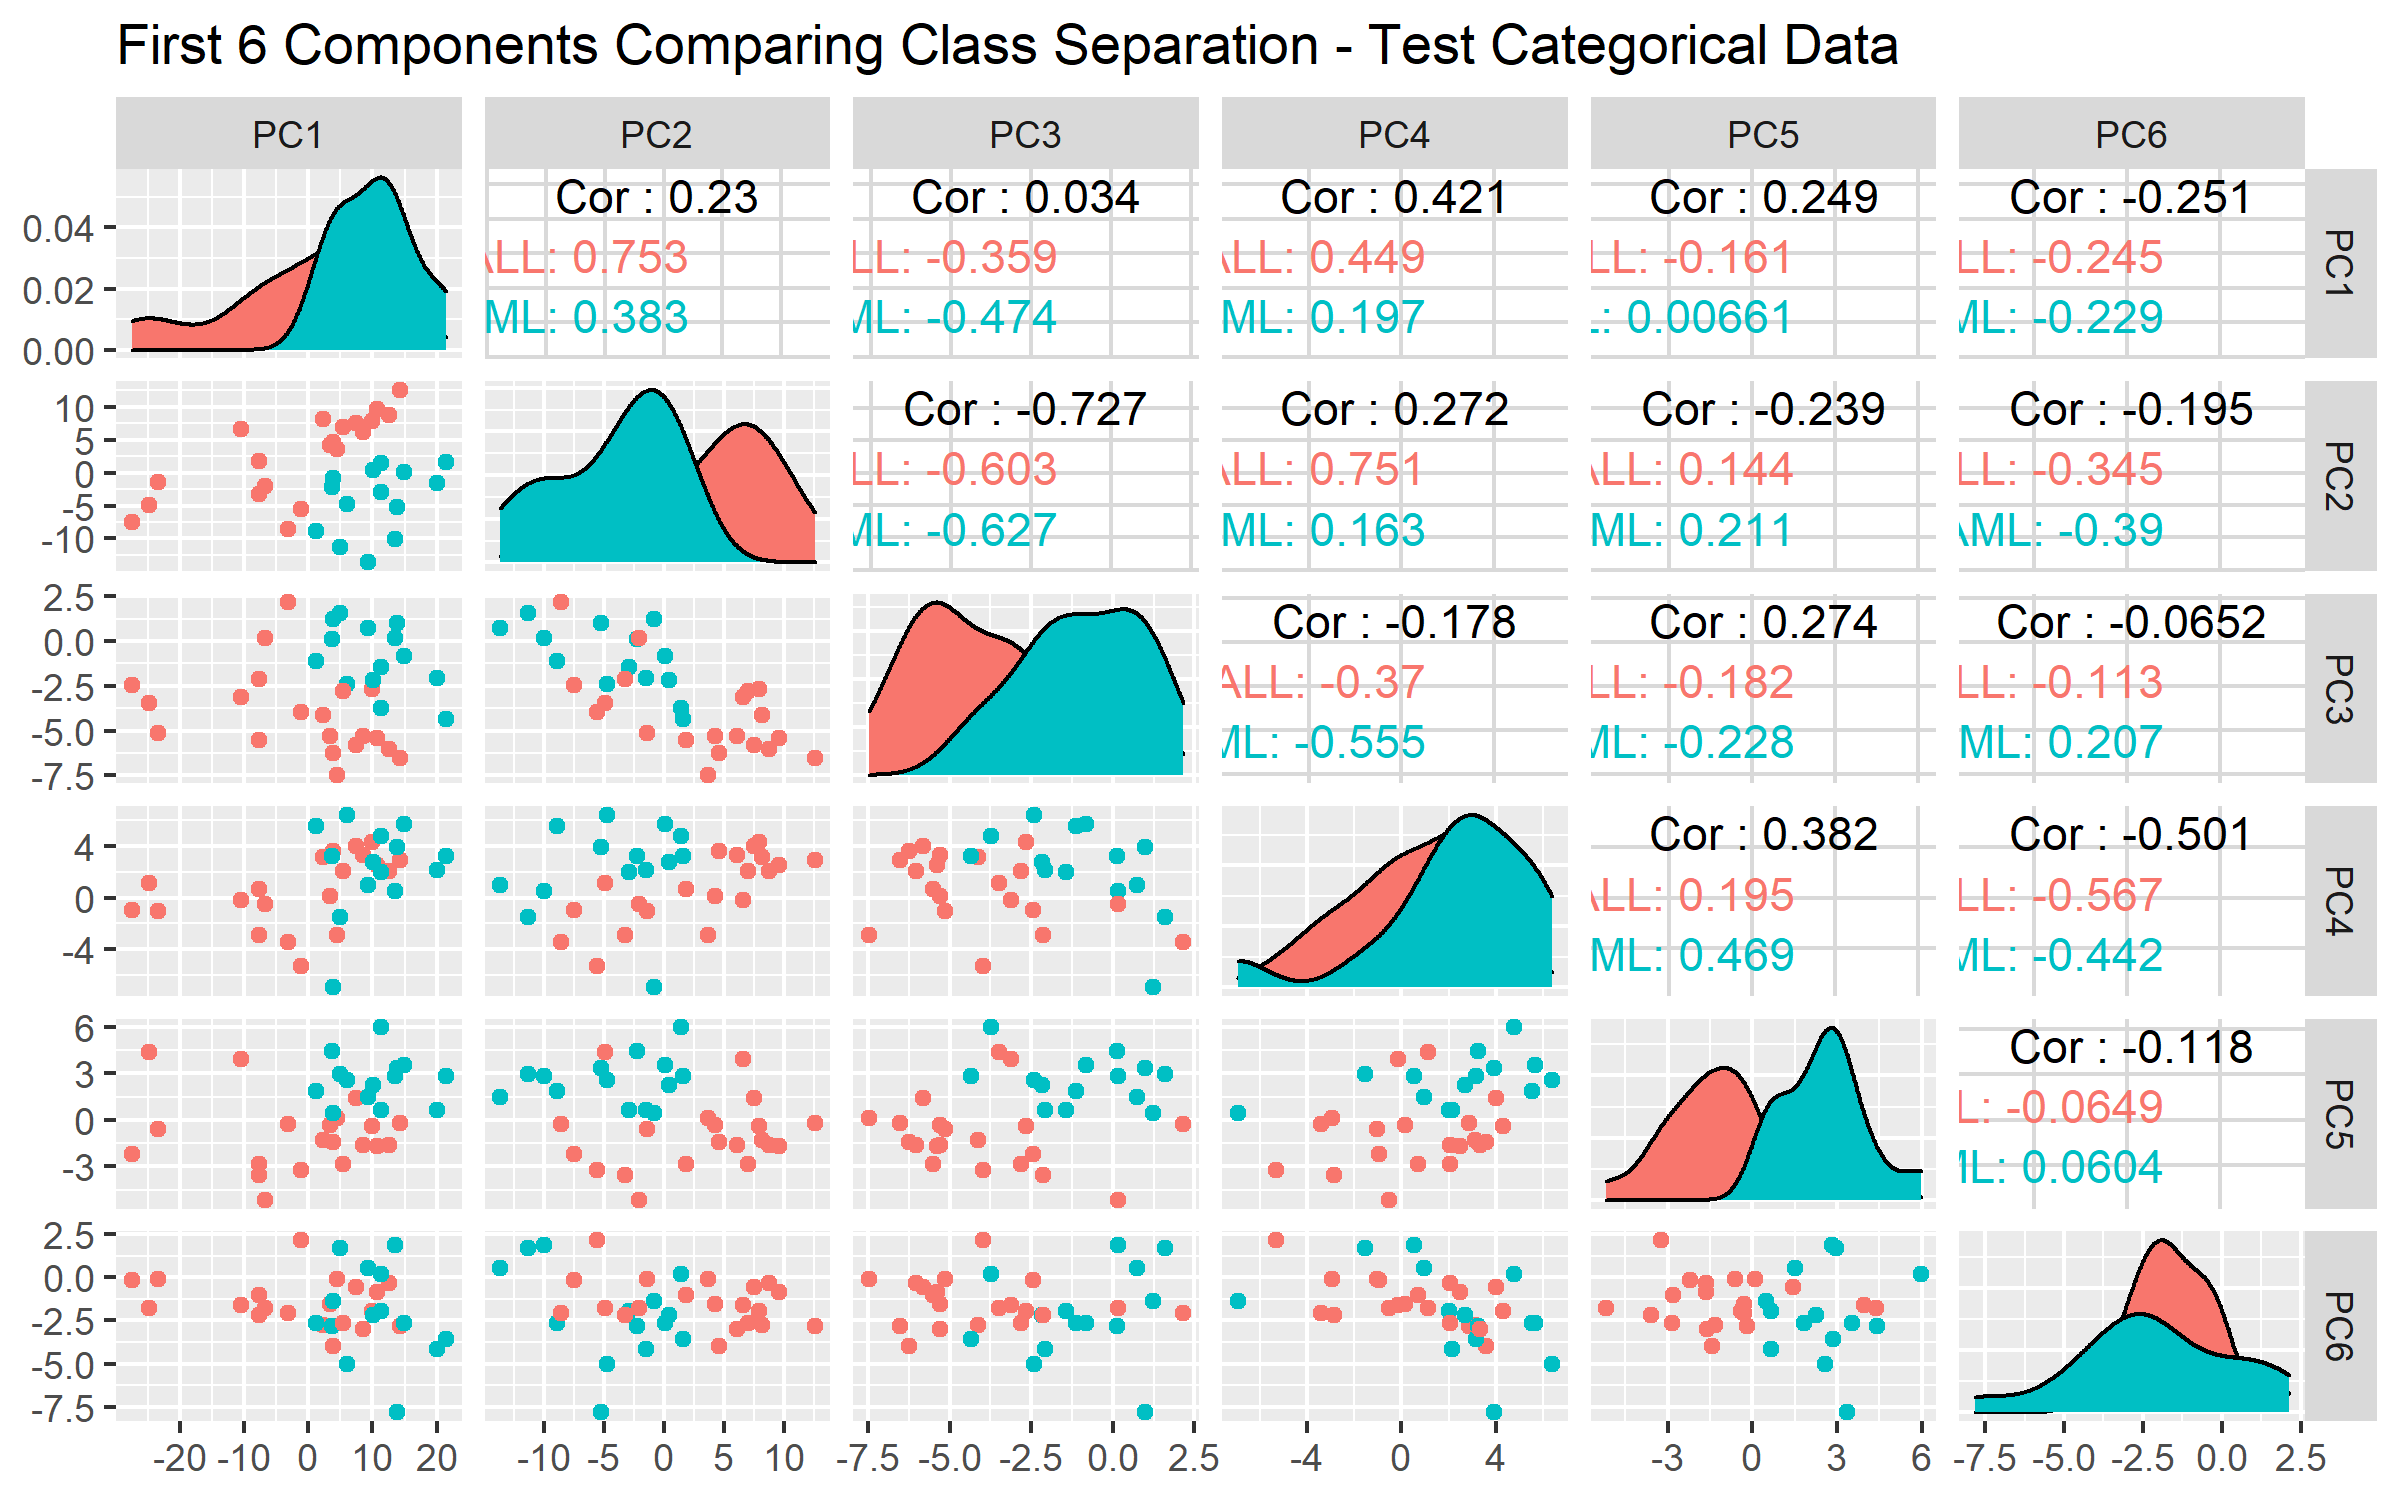 First 6 Components Comparing Class Separation - Test Categorical Data
PC1 PC2 PC3 PC4 PC5 PC6
0.04
0.02
0.00
Cor : 0.23
ALL: 0.753
ML: 0.383
Cor : 0.034
LL: -0.359
ML: -0.474
Cor : 0.421
ALL: 0.449
ML: 0.197
Cor : 0.249
LL: -0.161
L: 0.00661
Cor : -0.251
LL: -0.245
ML: -0.229
PC1
10
5
0
-5
-10
Cor : -0.727
LL: -0.603
ML: -0.627
Cor : 0.272
ALL: 0.751
ML: 0.163
Cor : -0.239
ALL: 0.144
ML: 0.211
Cor : -0.195
LL: -0.345
AML: -0.39
PC2
2.5
0.0
-2.5
-5.0
-7.5
Cor : -0.178
ALL: -0.37
ML: -0.555
Cor : 0.274
LL: -0.182
ML: -0.228
Cor : -0.0652
LL: -0.113
ML: 0.207
PC3
4
0
-4
Cor : 0.382
ALL: 0.195
ML: 0.469
Cor : -0.501
LL: -0.567
ML: -0.442
PC4
6
3
0
-3
Cor : -0.118
L: -0.0649
ML: 0.0604
PC5
2.5
0.0
-2.5
-5.0
-7.5
PC6
-20 -10 0 10 20
-10 -5 0 5 10
-7.5 -5.0 -2.5 0.0 2.5
-4 0 4
-3 0 3 6
-7.5 -5.0 -2.5 0.0 2.5